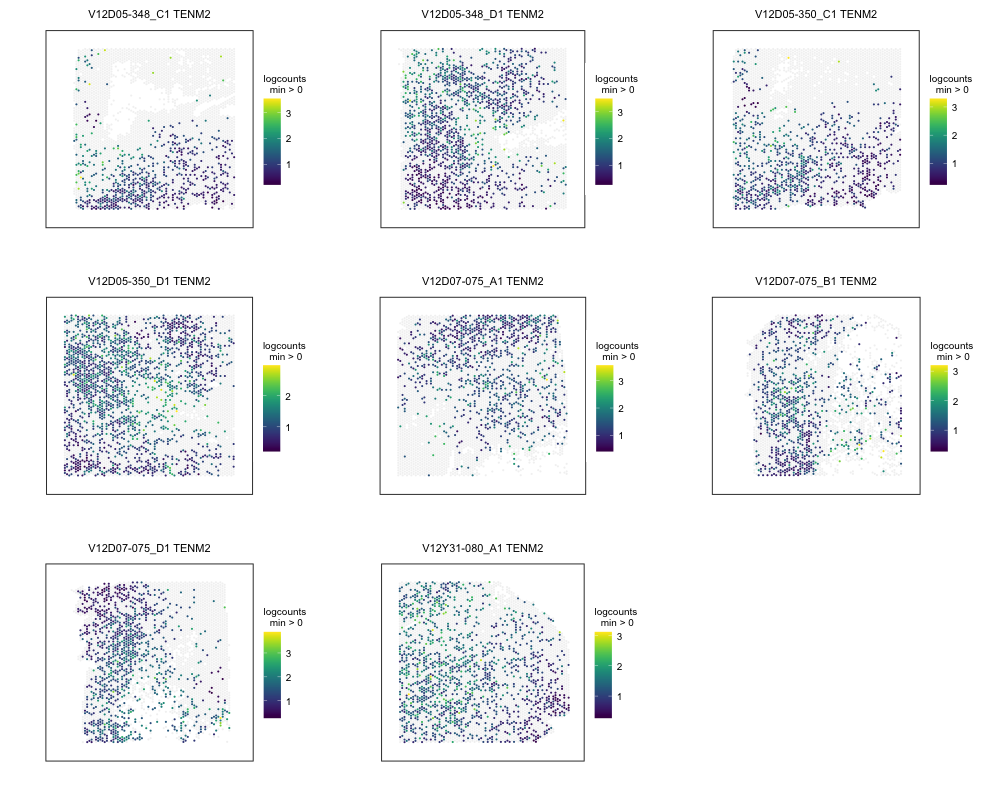 V12D05-348_C1 TENM2
logcounts
min > 0
3
2
1
V12D05-348_D1 TENM2
logcounts
min > 0
3
2
1
V12D05-350_C1 TENM2
logcounts
min > 0
3
2
1
V12D05-350_D1 TENM2
logcounts
min > 0
2
1
V12D07-075_A1 TENM2
logcounts
min > 0
3
2
1
V12D07-075_B1 TENM2
logcounts
min > 0
3
2
1
V12D07-075_D1 TENM2
logcounts
min > 0
3
2
1
V12Y31-080_A1 TENM2
logcounts
min > 0
3
2
1